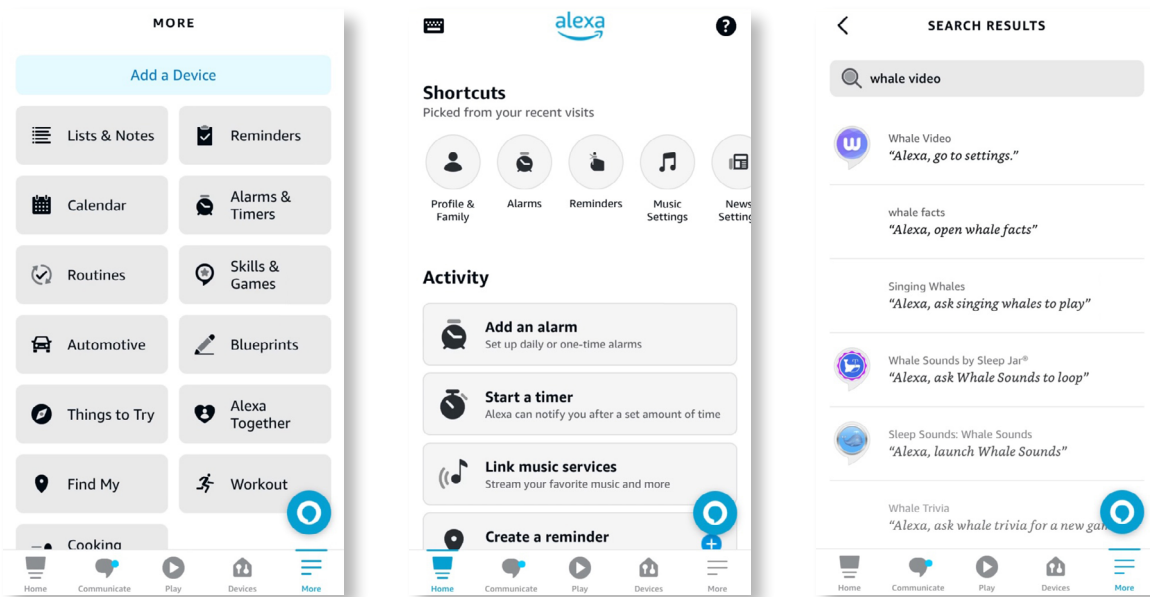 MORE
Add a Device
Lists & Notes
Reminders
Calendar
Alarms &
Timers
Routines
Skills &
Games
Automotive
Blueprints
Things to Try
Alexa
Together
Find My
Workout
Cooking
Home
Communicate
Play
Devices
More
alexa
?
Shortcuts
Picked from your recent visits
Profile &
Family
Alarms
Reminders
Music
Settings
News
Setting
Activity
Add an alarm
Set up daily or one-time alarms
Start a timer
Alexa can notify you after a set amount of time
Link music services
Stream your favorite music and more
Create a reminder
Home
Communicate
Play
Devices
More
SEARCH RESULTS
whale video
Whale Video
“Alexa, go to settings.”
whale facts
“Alexa, open whale facts”
Singing Whales
“Alexa, ask singing whales to play”
Whale Sounds by Sleep Jar®
“Alexa, ask Whale Sounds to loop”
Sleep Sounds: Whale Sounds
“Alexa, launch Whale Sounds”
Whale Trivia
“Alexa, ask whale trivia for a new
Home
Communicate
Play
Devices
More